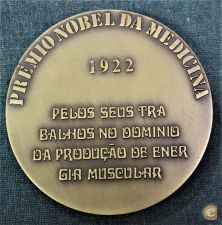 PRÉMIO NOBEL DA MEDICINA
1922
PELOS SEUS TRA
BALHOS NO DOMINIO
DA PRODUÇÃO DE ENER
GIA MUSCULAR